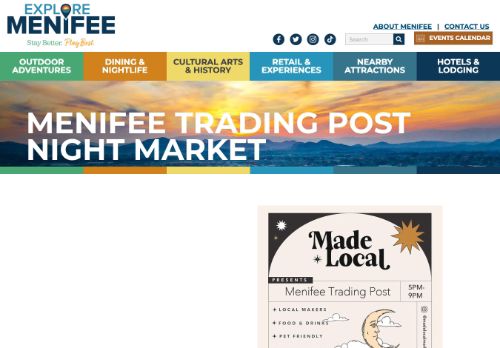 EXPLORE
MENIFEE
Stay Better. Play Best.
ABOUT MENIFEE | CONTACT US
Search
EVENTS CALENDAR
OUTDOOR ADVENTURES
DINING & NIGHTLIFE
CULTURAL ARTS & HISTORY
RETAIL & EXPERIENCES
NEARBY ATTRACTIONS
HOTELS & LODGING
MENIFEE TRADING POST
NIGHT MARKET
Made
Local
PRESENTS
Menifee Trading Post
5PM-
9PM
LOCAL MAKERS
FOOD & DRINKS
PET FRIENDLY